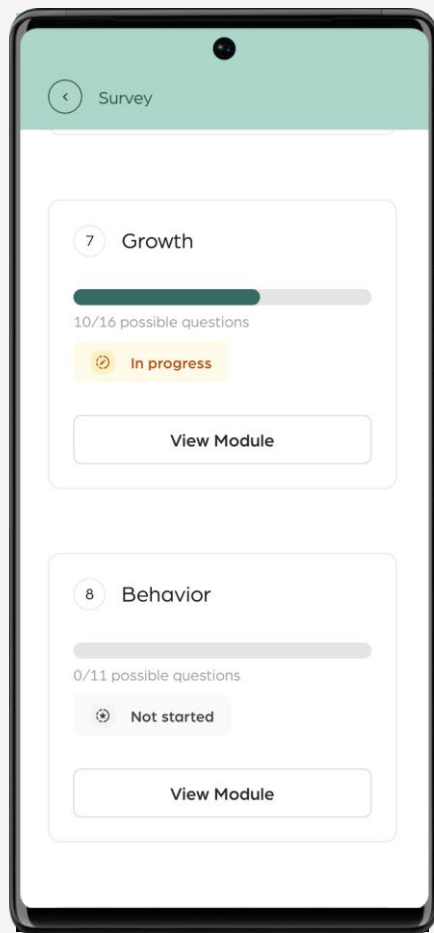 Survey
7 Growth
10/16 possible questions
In progress
View Module
8 Behavior
0/11 possible questions
Not started
View Module